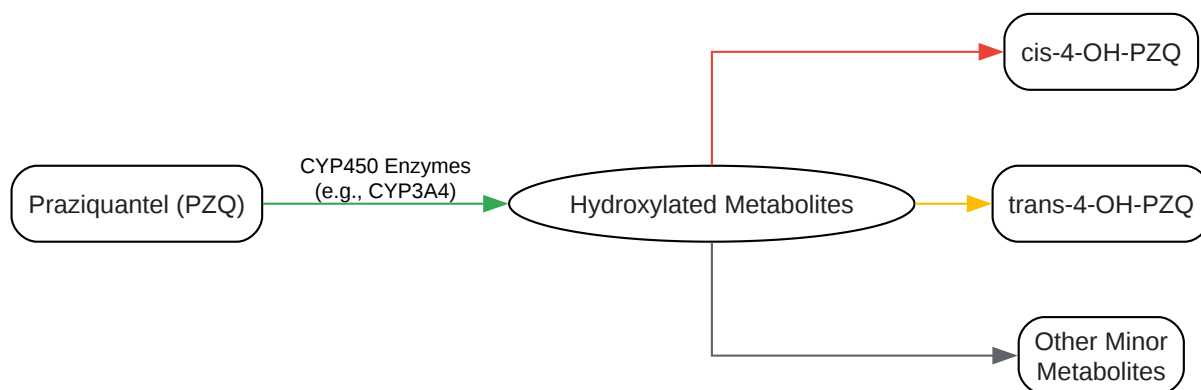 cis-4-OH-PZQ
CYP450 Enzymes
(e.g., CYP3A4)
Praziquantel (PZQ)
Hydroxylated Metabolites
trans-4-OH-PZQ
Other Minor
Metabolites